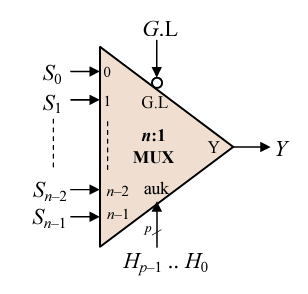 G.L
S0
0
S1
1
G.L
n:1
MUX
Y
Y
Sn–2
n–2
auk
Sn–1
n–1
p
Hp–1 .. H0